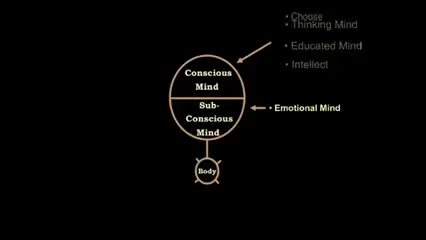 • Choose
• Thinking Mind
• Educated Mind
• Intellect
Conscious
Mind
Sub-
Conscious
Mind
• Emotional Mind
Body